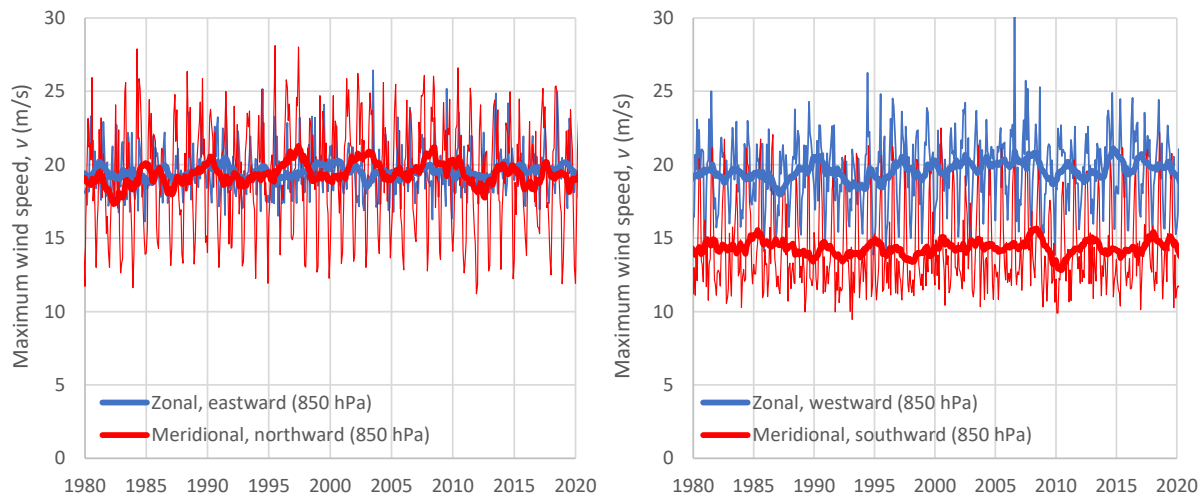 Maximum wind speed, v (m/s)
30
25
20
15
10
5
0
Zonal, eastward (850 hPa)
Meridional, northward (850 hPa)
1980 1985 1990 1995 2000 2005 2010 2015 2020
Maximum wind speed, v (m/s)
30
25
20
15
10
5
0
Zonal, westward (850 hPa)
Meridional, southward (850 hPa)
1980 1985 1990 1995 2000 2005 2010 2015 2020